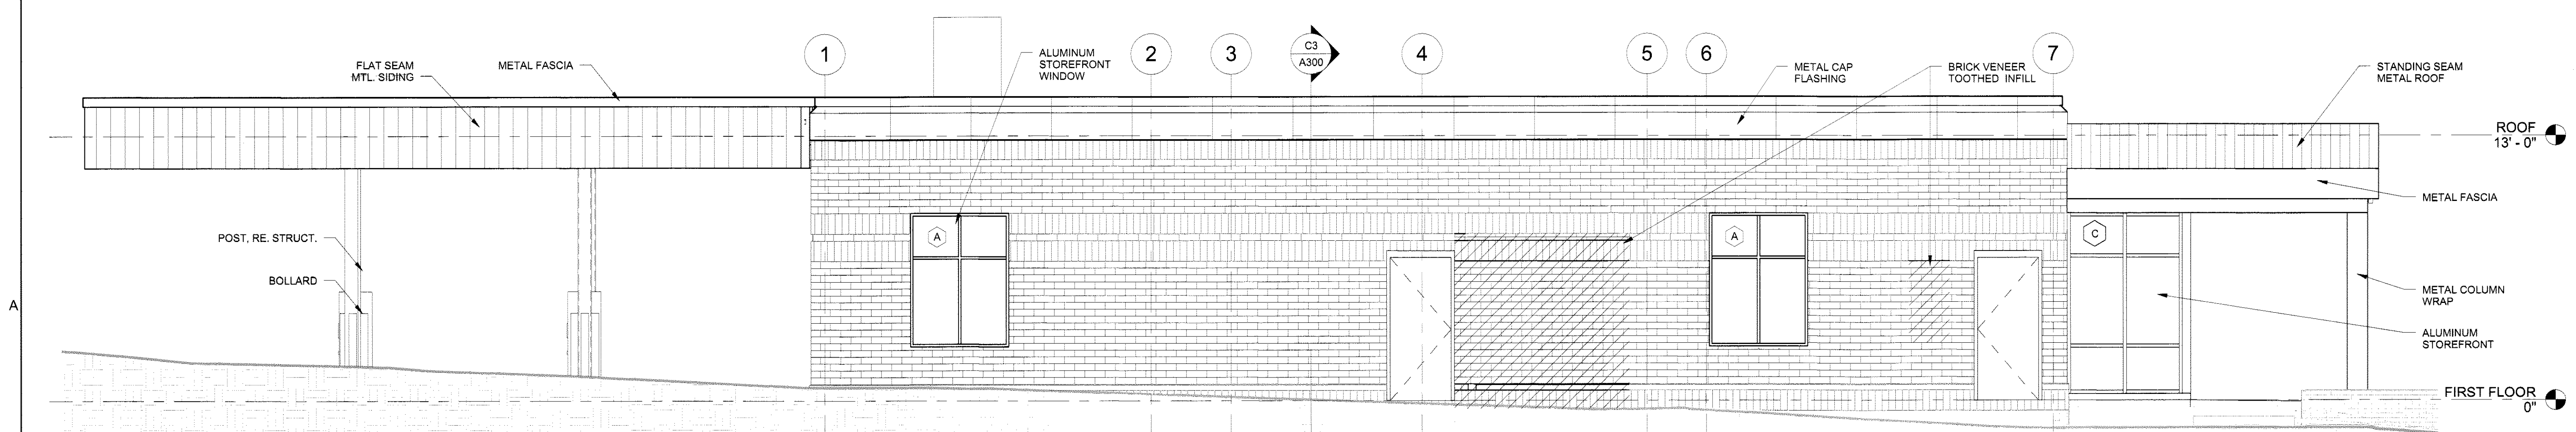 FLAT SEAM
MTL. SIDING
METAL FASCIA
1
ALUMINUM
STOREFRONT
WINDOW
2
3
C3
A300
4
5
6
METAL CAP
FLASHING
BRICK VENEER
TOOTHED INFILL
7
STANDING SEAM
METAL ROOF
ROOF
13' - 0"
METAL FASCIA
POST, RE. STRUCT.
BOLLARD
A
A
C
METAL COLUMN
WRAP
A
ALUMINUM
STOREFRONT
FIRST FLOOR
0"